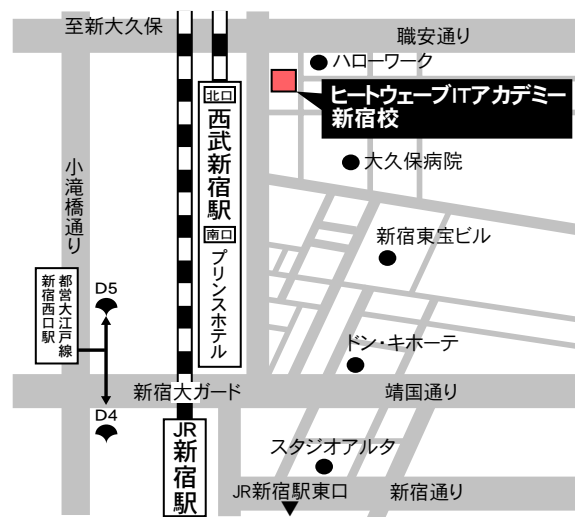 至新大久保
職安通り
ハローワーク
北口
ヒートウェーブITアカデミー
新宿校
西武新宿駅
大久保病院
小滝橋通り
南口
新宿東宝ビル
プリンスホテル
都営大江戸線
新宿西口駅
D5
ドン・キホーテ
新宿大ガード
靖国通り
D4
JR新宿駅
スタジオアルタ
JR新宿駅東口
新宿通り